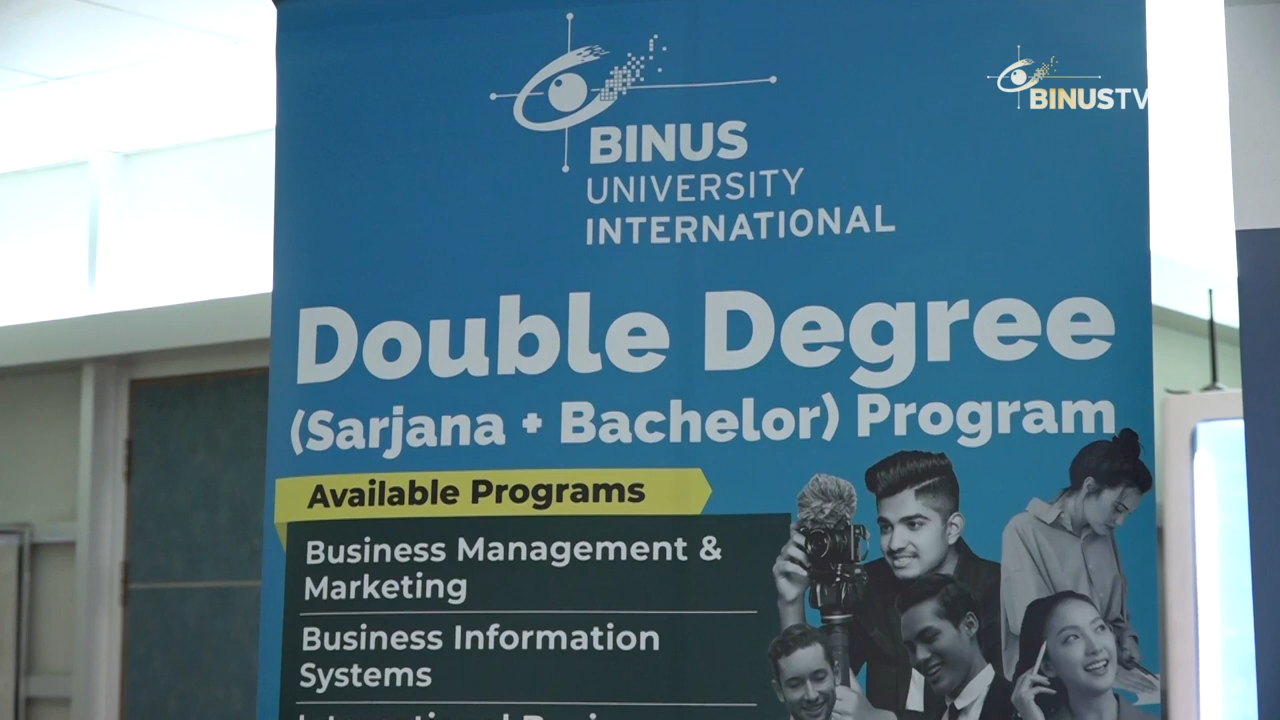 BINUSTV
BINUS
UNIVERSITY
INTERNATIONAL
Double Degree
(Sarjana + Bachelor) Program
Available Programs
Business Management &
Marketing
Business Information
Systems